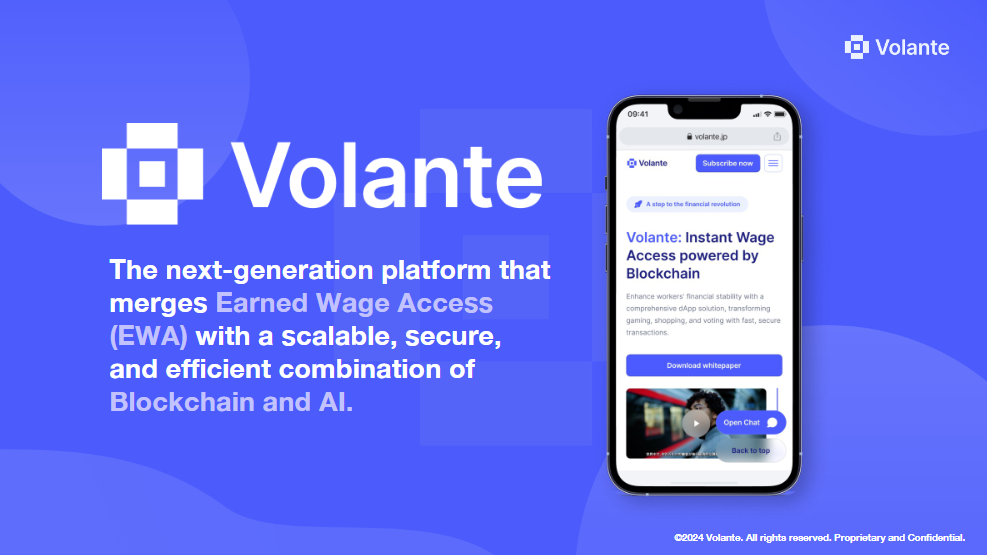 Volante
Volante
The next-generation platform that
merges Earned Wage Access
(EWA) with a scalable, secure,
and efficient combination of
Blockchain and AI.
09:41
volante.jp
Volante
Subscribe now
A step to the financial revolution
Volante: Instant Wage
Access powered by
Blockchain
Enhance workers' financial stability with a
comprehensive dApp solution, transforming
gaming, shopping, and voting with fast, secure
transactions.
Download whitepaper
Open Chat
Back to top
©2024 Volante. All rights reserved. Proprietary and Confidential.